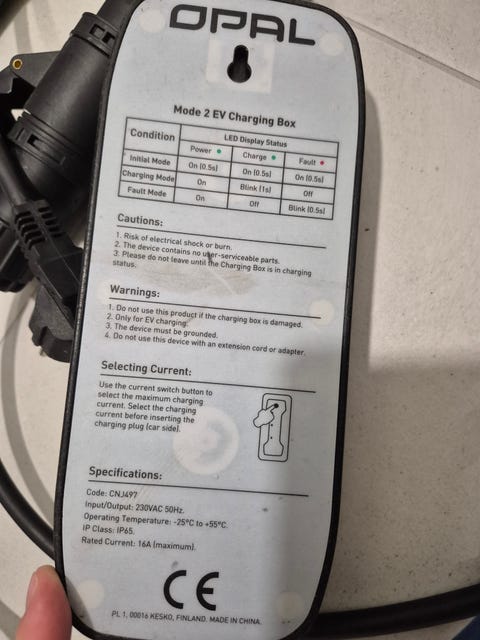 OPAL
Mode 2 EV Charging Box
Condition LED Display Status
Power Charge Fault
Initial Mode On (0.5s) On (0.5s) On (0.5s)
Charging Mode On Blink (1s) Off
Fault Mode On Off Blink (0.5s)
Cautions:
1. Risk of electrical shock or burn.
2. The device contains no user-serviceable parts.
3. Please do not leave until the Charging Box is in charging
status.
Warnings:
1. Do not use this product if the charging box is damaged.
2. Only for EV charging.
3. The device must be grounded.
4. Do not use this device with an extension cord or adapter.
Selecting Current:
Use the current switch button to
select the maximum charging
current. Select the charging
current before inserting the
charging plug (car side).
Specifications:
Code: CNJ497
Input/Output: 230VAC 50Hz.
Operating Temperature: -25°C to +55°C.
IP Class: IP65.
Rated Current: 16A (maximum).
CE
PL 1, 00016 KESKO, FINLAND. MADE IN CHINA.